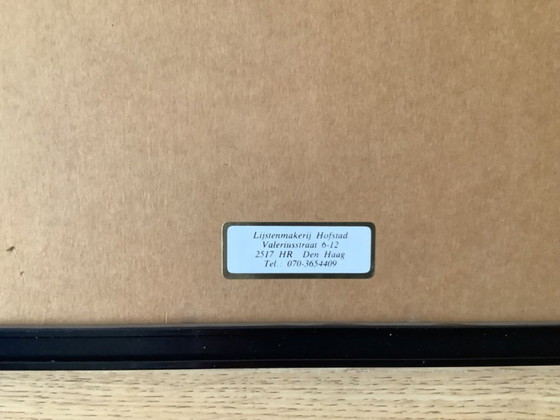 Lijstenmakerij Hofstad
Valeriusstraat 6-12
2517 HR Den Haag
Tel.. 070-3654409